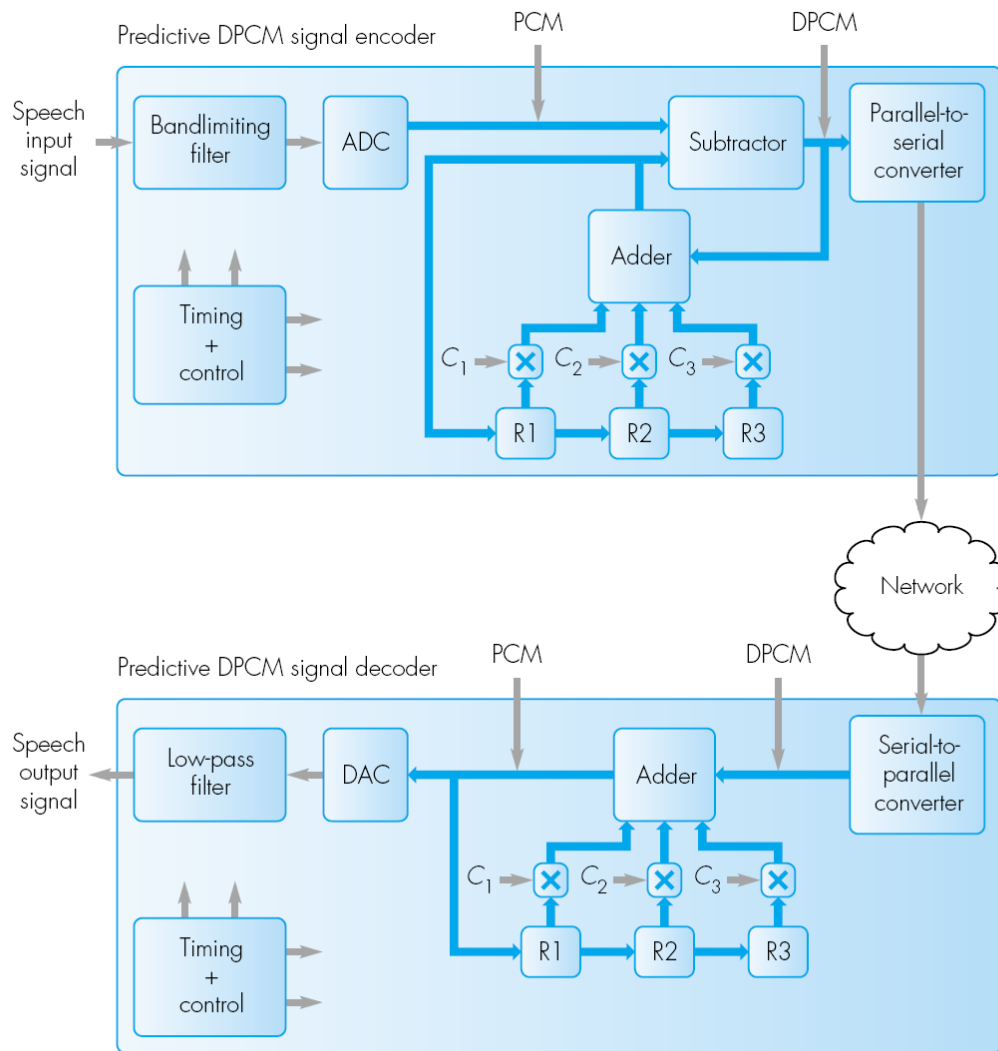 Predictive DPCM signal encoder
PCM
DPCM
Speech
input
signal
Bandlimiting
filter
ADC
Subtractor
Parallel-to-
serial
converter
Adder
Timing
+
control
C1
C2
C3
R1
R2
R3
Network
Predictive DPCM signal decoder
PCM
DPCM
Speech
output
signal
Low-pass
filter
DAC
Adder
Serial-to-
parallel
converter
C1
C2
C3
Timing
+
control
R1
R2
R3